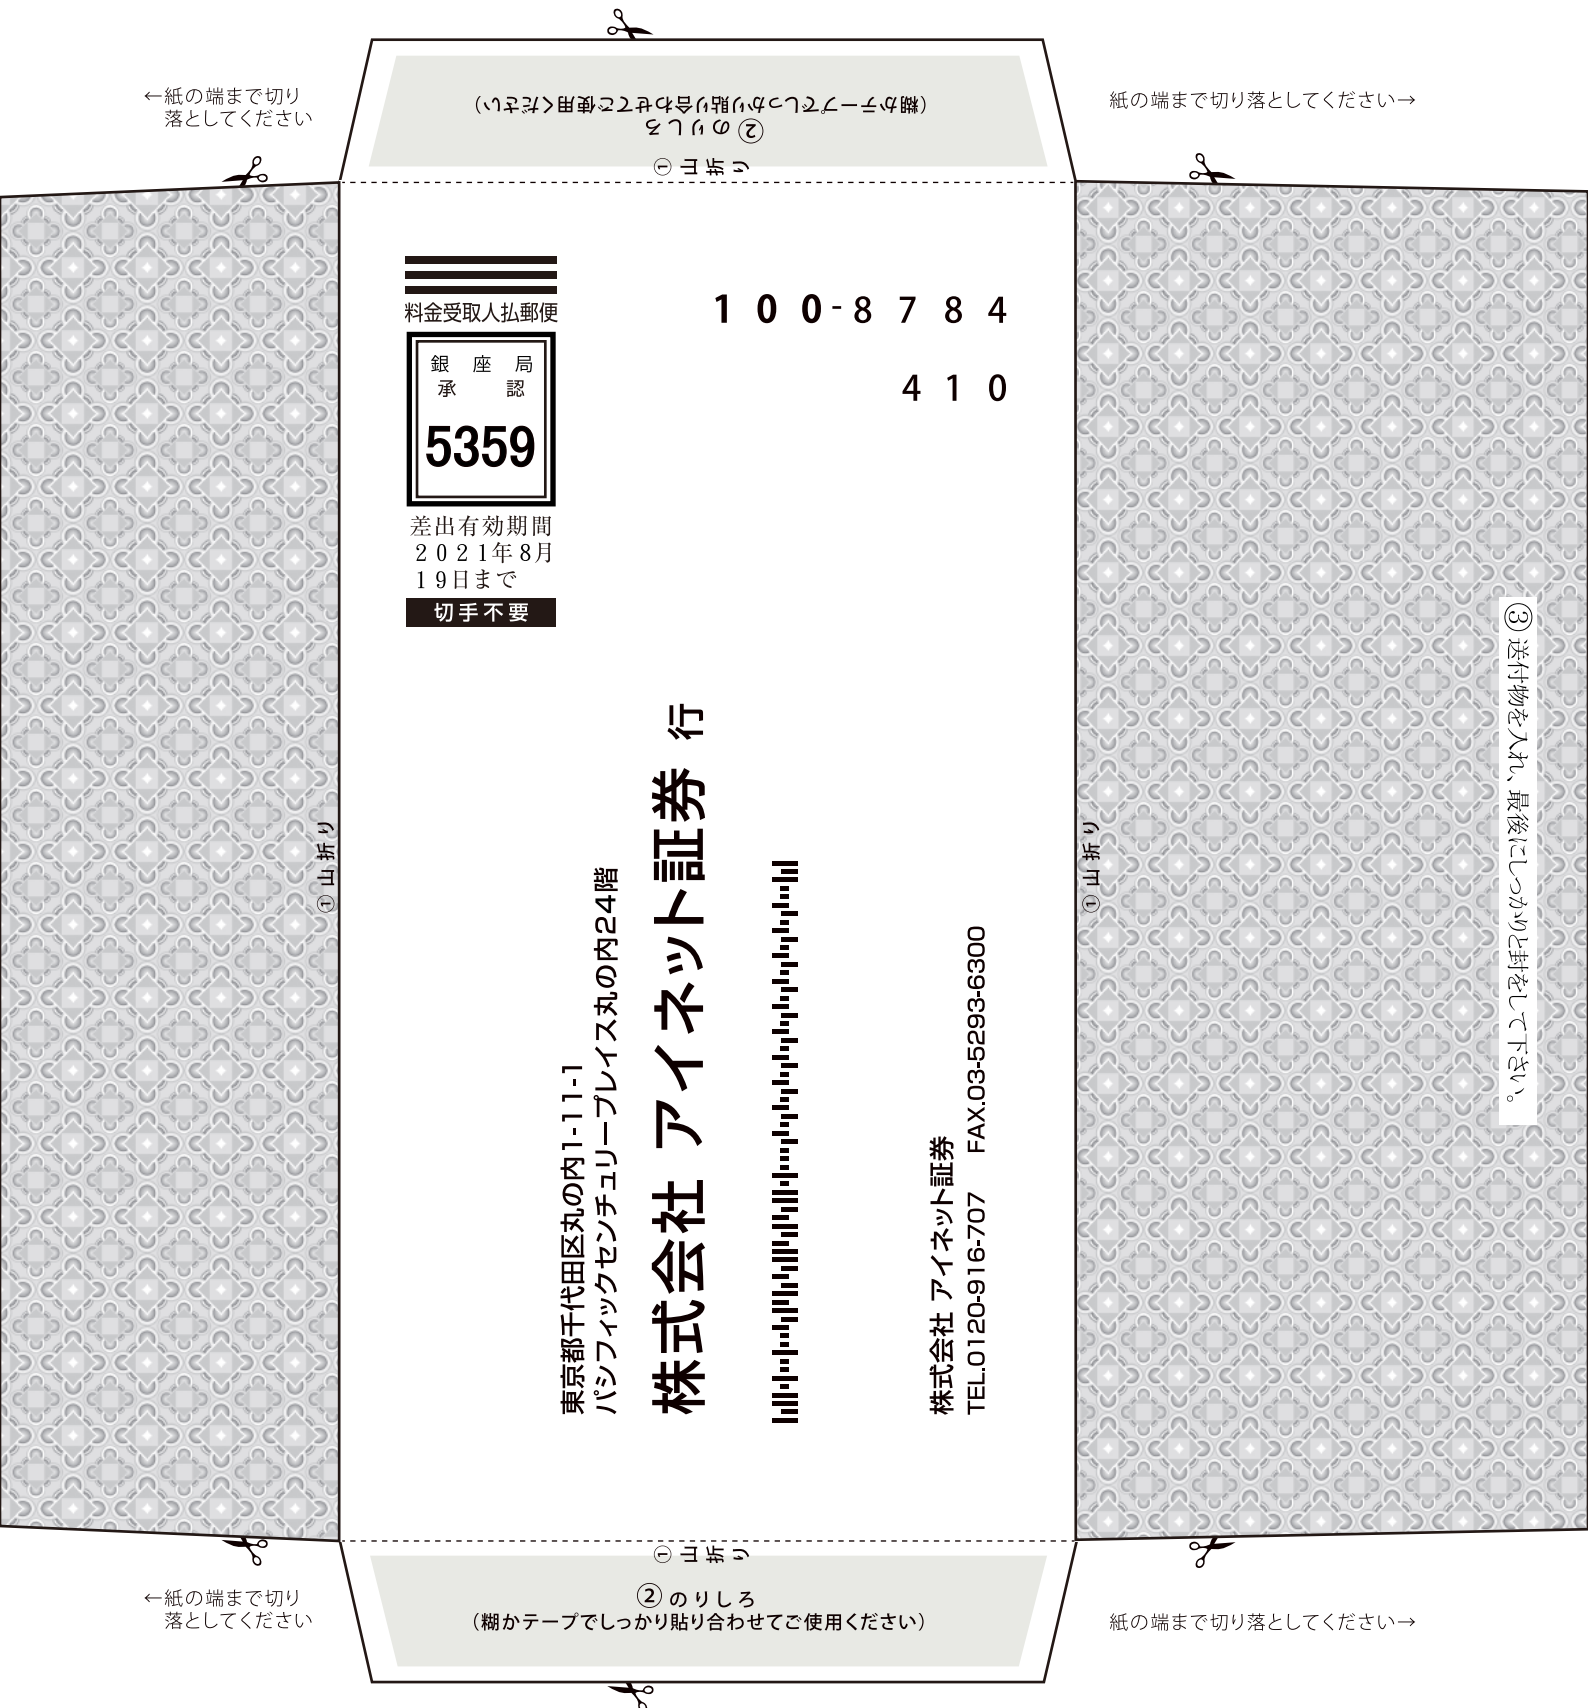 ←紙の端まで切り
落としてください
紙の端まで切り落としてください→
(糊かテープでしっかり貼り合わせてご使用ください)
②のりしろ
①山折り
料金受取人払郵便
銀座局
承認
5359
差出有効期間
2021年8月
19日まで
切手不要
100-8784
410
東京都千代田区丸の内1-11-1
パシフィックセンチュリープレイス丸の内24階
株式会社 アイネット証券 行
株式会社 アイネット証券
TEL.0120-916-707 FAX.03-5293-6300
①山折り
①山折り
③送付物を入れ、最後にしっかりと封をして下さい。
①山折り
②のりしろ
(糊かテープでしっかり貼り合わせてご使用ください)
←紙の端まで切り
落としてください
紙の端まで切り落としてください→